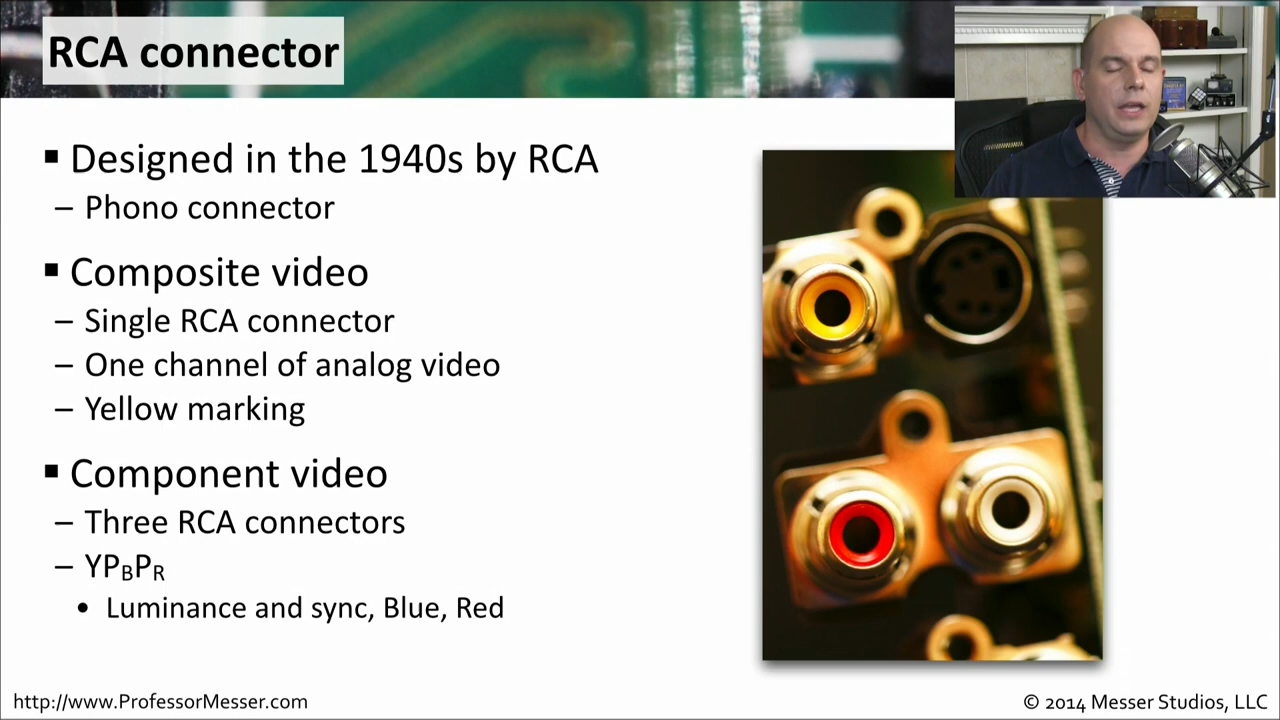 RCA connector
▪ Designed in the 1940s by RCA
– Phono connector
▪ Composite video
– Single RCA connector
– One channel of analog video
– Yellow marking
▪ Component video
– Three RCA connectors
– YPBPR
• Luminance and sync, Blue, Red
http://www.ProfessorMesser.com
© 2014 Messer Studios, LLC